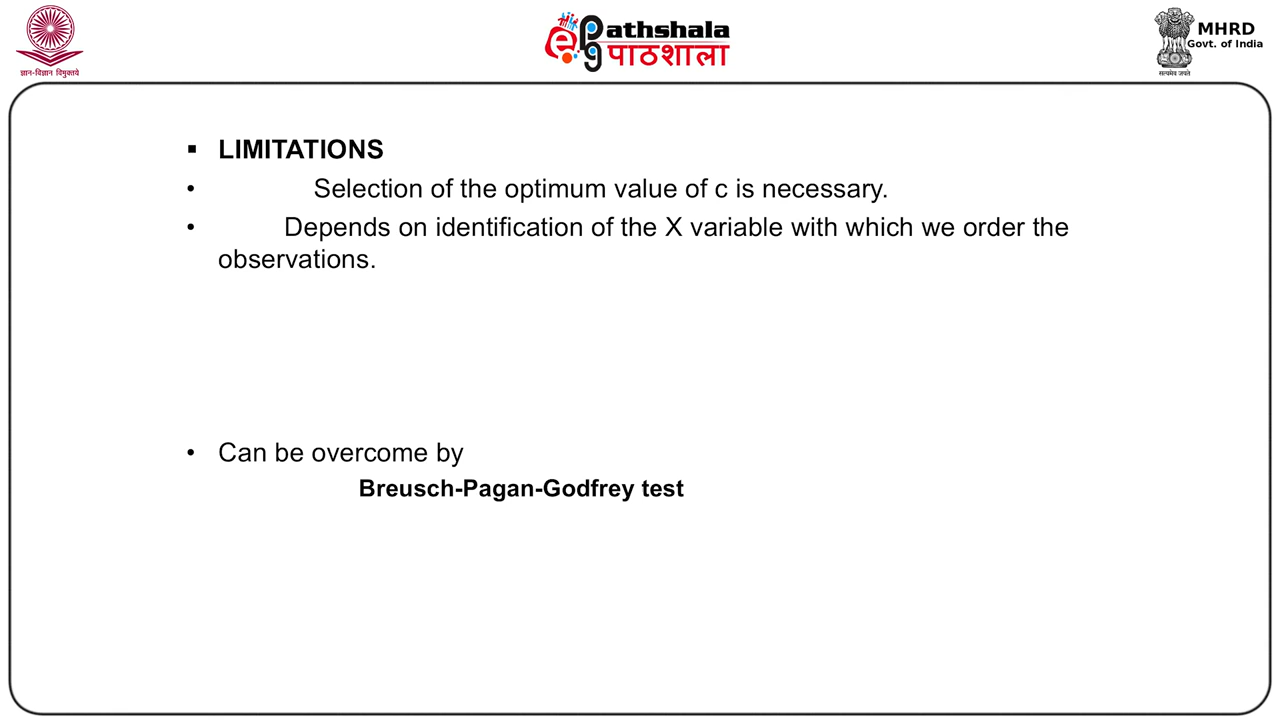 ज्ञान-विज्ञान विमुक्तये
ePathshala
पाठशाला
MHRD
Govt. of India
सत्यमेव जयते
▪ LIMITATIONS
• Selection of the optimum value of c is necessary.
• Depends on identification of the X variable with which we order the
observations.
• Can be overcome by
Breusch-Pagan-Godfrey test